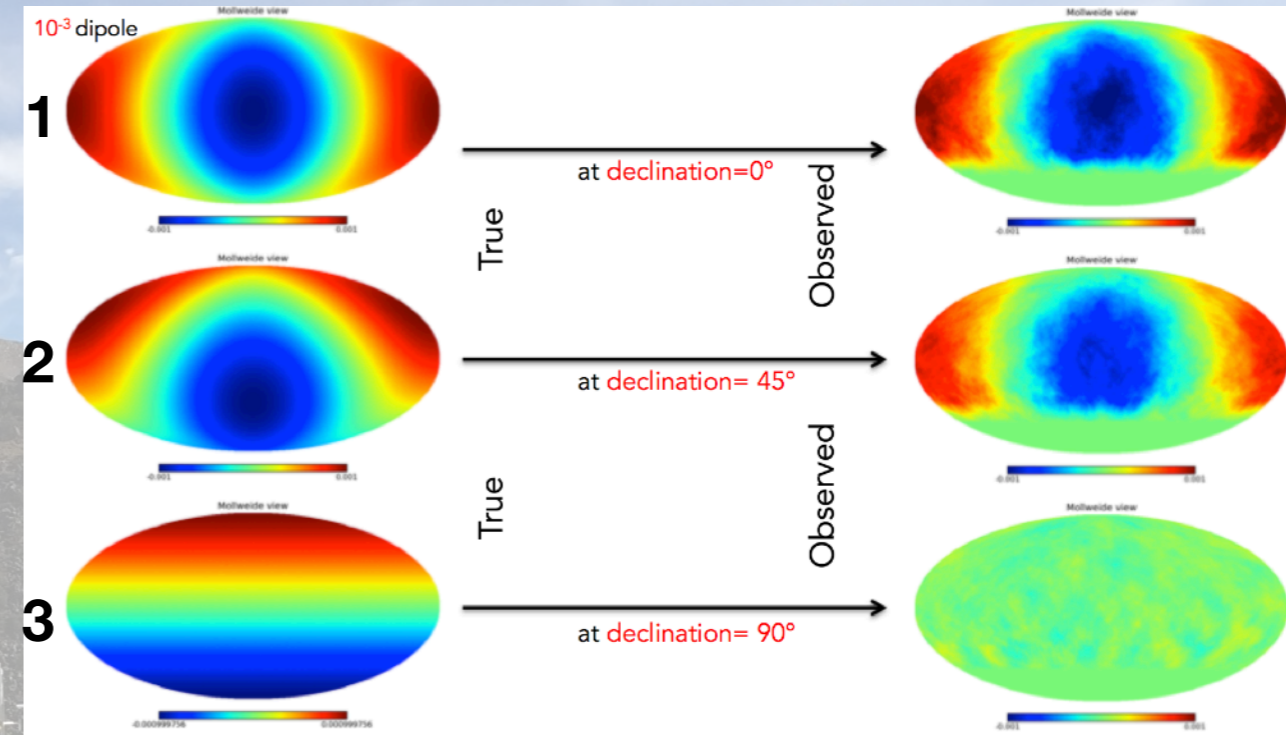 Mollweide view
Mollweide view
10⁻³ dipole
1
at declination=0°
-0.001 0.001
-0.001 0.001
True
Observed
Mollweide view
Mollweide view
2
at declination= 45°
-0.001 0.001
-0.001 0.001
True
Observed
Mollweide view
Mollweide view
3
at declination= 90°
-0.000999756 0.000999756
-0.001 0.001